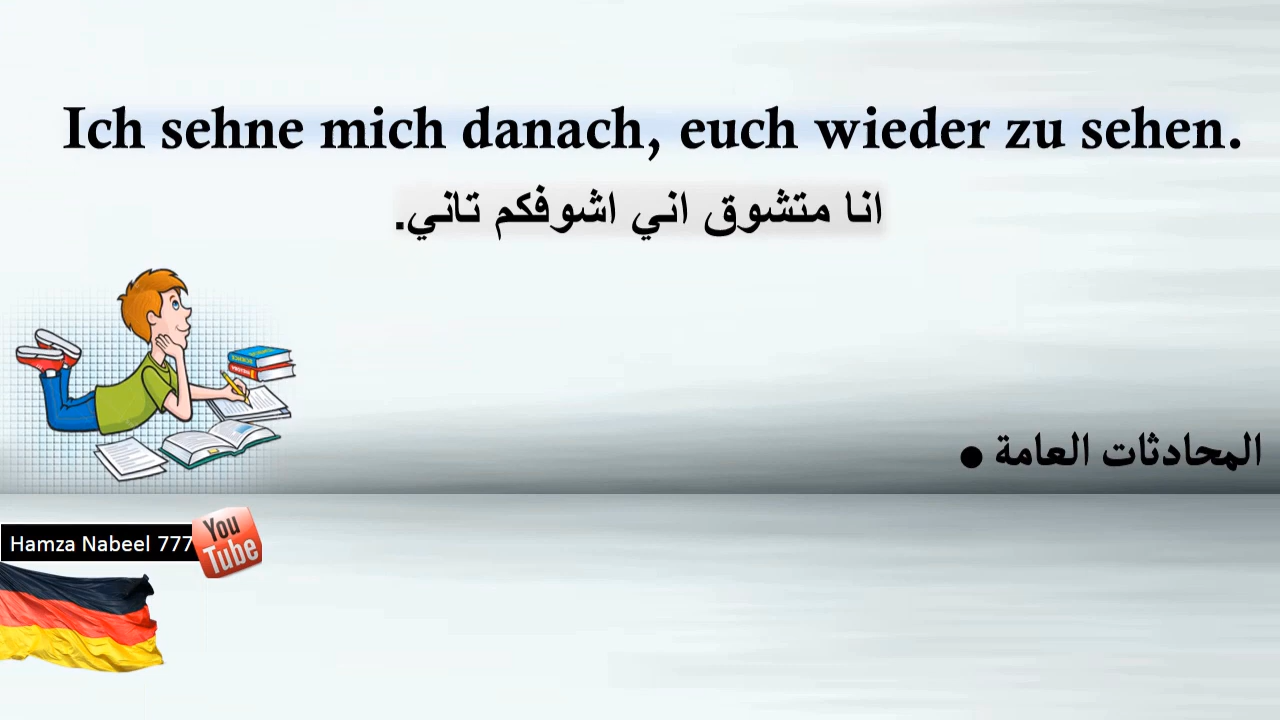 Ich sehne mich danach, euch wieder zu sehen.
انا متشوق اني اشوفكم تاني.
المحادثات العامة ●
Hamza Nabeel 777
You
Tube